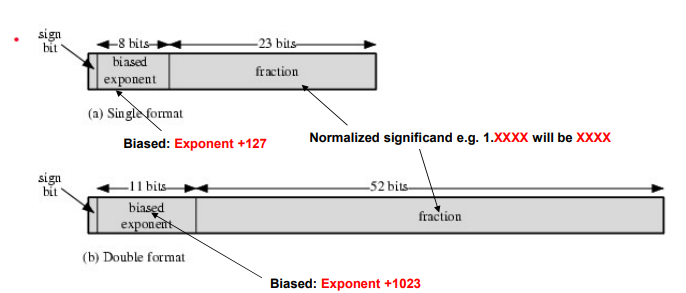 sign
bit
8 bits
23 bits
biased
exponent
fraction
(a) Single format
Biased: Exponent +127
Normalized significand e.g. 1.XXXX will be XXXX
sign
bit
11 bits
52 bits
biased
exponent
fraction
(b) Double format
Biased: Exponent +1023